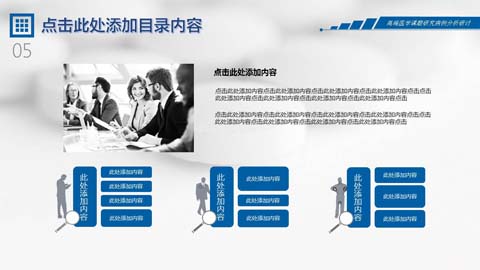 点击此处添加目录内容
高端医学课题研究病例分析研讨
05
点击此处添加内容
点击此处添加内容点击此处添加内容点击此处添加内容点击此处添加内容点击点击
此处添加内容点击此处添加内容点击此处添加内容点击此处添加内容点击
点击此处添加内容点击此处添加内容点击此处添加内容点击此处添加内容点击点击
此处添加内容点击此处添加内容点击此处添加内容点击此处添加内容点击
此处添加内容
此处添加内容
此处添加内容
此处添加内容
此处添加内容
此处添加内容
此处添加内容
此处添加内容
此处添加内容
此处添加内容
此处添加内容
此处添加内容
此处添加内容